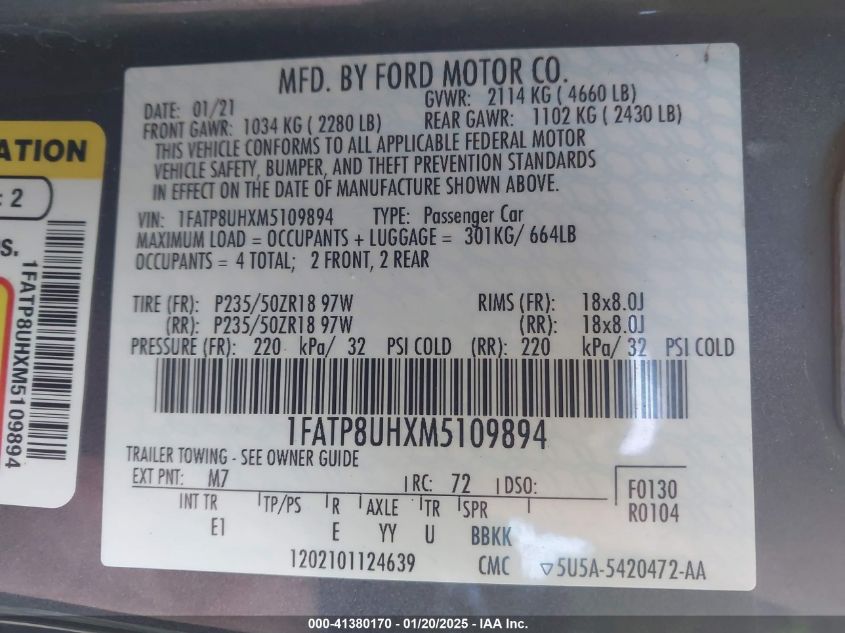 MFD. BY FORD MOTOR CO.
DATE: 01/21 GVWR: 2114 KG ( 4660 LB)
FRONT GAWR: 1034 KG ( 2280 LB) REAR GAWR: 1102 KG ( 2430 LB)
THIS VEHICLE CONFORMS TO ALL APPLICABLE FEDERAL MOTOR
VEHICLE SAFETY, BUMPER, AND THEFT PREVENTION STANDARDS
IN EFFECT ON THE DATE OF MANUFACTURE SHOWN ABOVE.
VIN: 1FATP8UHXM5109894 TYPE: Passenger Car
MAXIMUM LOAD = OCCUPANTS + LUGGAGE = 301KG/ 664LB
OCCUPANTS = 4 TOTAL; 2 FRONT, 2 REAR
TIRE (FR): P235/50ZR18 97W RIMS (FR): 18x8.0J
(RR): P235/50ZR18 97W (RR): 18x8.0J
PRESSURE (FR): 220 kPa/ 32 PSI COLD (RR): 220 kPa/ 32 PSI COLD
1FATP8UHXM5109894
TRAILER TOWING - SEE OWNER GUIDE
EXT PNT: M7 RC: 72 DSO: F0130
INT TR TP/PS R AXLE TR SPR R0104
E1 E YY U BBKK
1202101124639 CMC ▽5U5A-5420472-AA
ATION
: 2
S.
1FATP8UHXM5109894
000-41380170 - 01/20/2025 - IAA Inc.